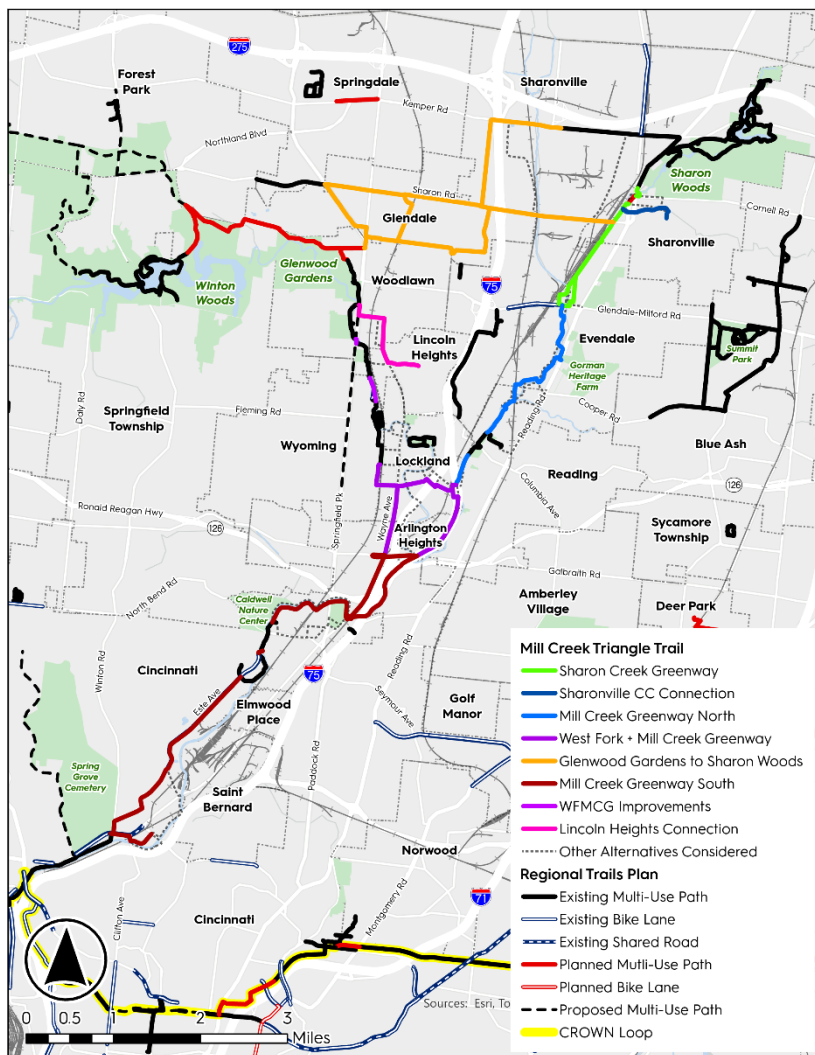 275
Forest
Park
Springdale
Sharonville
Kemper Rd
Northland Blvd
Sharon
Woods
Sharon Rd
Cornell Rd
Glendale
Sharonville
Glenwood
Gardens
Woodlawn
Winton
Woods
75
Glendale-Milford Rd
Lincoln
Heights
Evendale
Summit
Park
Gorman
Heritage
Farm
Daly Rd
Springfield
Township
Fleming Rd
Reading Rd
Cooper Rd
Wyoming
Blue Ash
Lockland
Reading
Springfield Pk
Wayne Ave
Columbia Ave
126
Ronald Reagan Hwy
126
Arlington
Heights
Sycamore
Township
Galbraith Rd
North Bend Rd
Caldwell
Nature
Center
Amberley
Village
Deer Park
Reading Rd
Winton Rd
Cincinnati
75
Este Ave
Elmwood
Place
Seymour Ave
Golf
Manor
Paddock Rd
Spring
Grove
Cemetery
Saint
Bernard
Norwood
Clifton Ave
Cincinnati
Montgomery Rd
71
Mill Creek Triangle Trail
Sharon Creek Greenway
Sharonville CC Connection
Mill Creek Greenway North
West Fork + Mill Creek Greenway
Glenwood Gardens to Sharon Woods
Mill Creek Greenway South
WFMCG Improvements
Lincoln Heights Connection
Other Alternatives Considered
Regional Trails Plan
Existing Multi-Use Path
Existing Bike Lane
Existing Shared Road
Planned Mutli-Use Path
Planned Bike Lane
Proposed Multi-Use Path
CROWN Loop
Sources: Esri, To
0 0.5 1 2 3
Miles